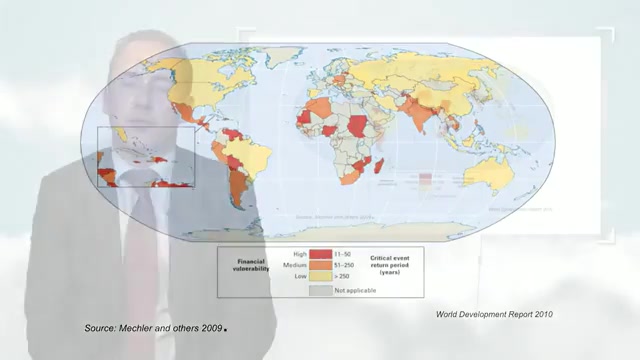 High 11–50
Financial vulnerability Medium 51–250 Critical event return period (years)
Low > 250
Not applicable
World Development Report 2010
Source: Mechler and others 2009.